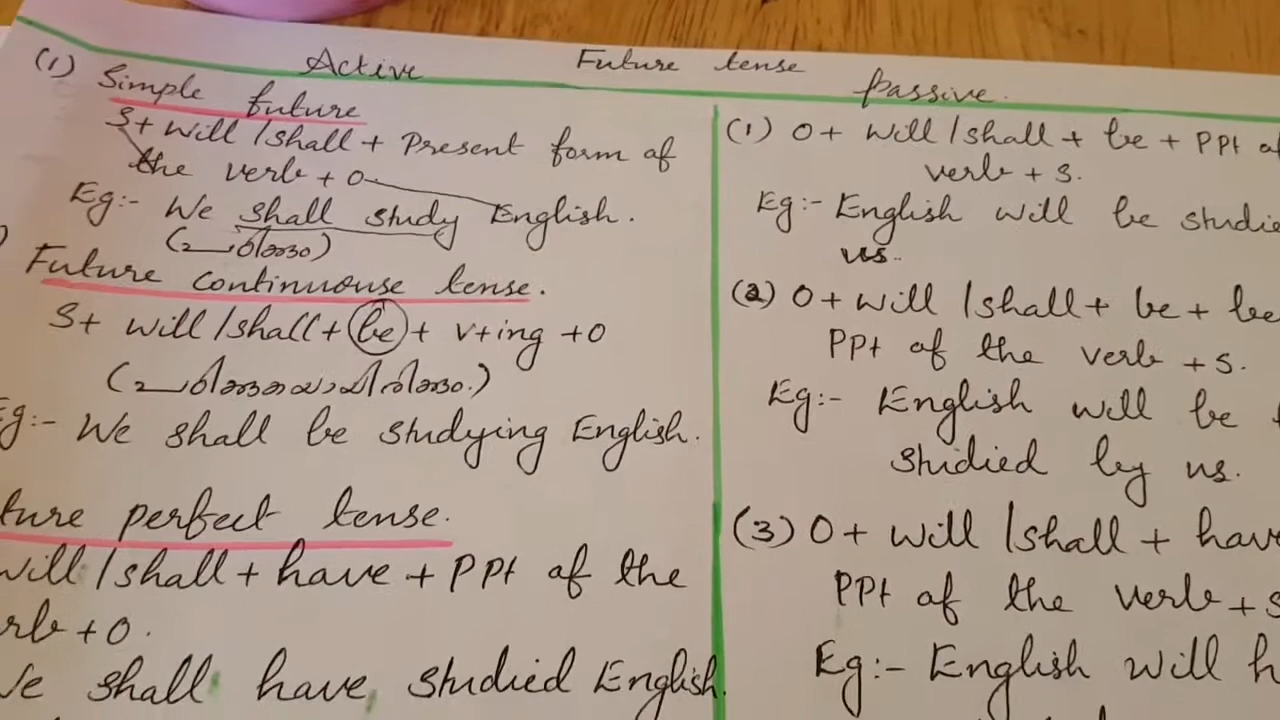 Future tense
Active
(1) Simple future
S+ will /shall + Present form of
the verb + O
Eg:- We shall study English.
Future continuouse tense.
S+ will /shall + be + v+ing +O
Eg:- We shall be studying English.
ture perfect tense.
will /shall + have + PPt of the
rb +O.
We shall have studied English.
Passive.
(1) O+ will /shall + be + PPt of
verb + S.
Eg:- English will be studie
us.
(2) O+ will /shall + be + be
PPt of the verb +S.
Eg:- English will be
studied by us.
(3) O+ will /shall + have
PPt of the verb +S
Eg:- English will h